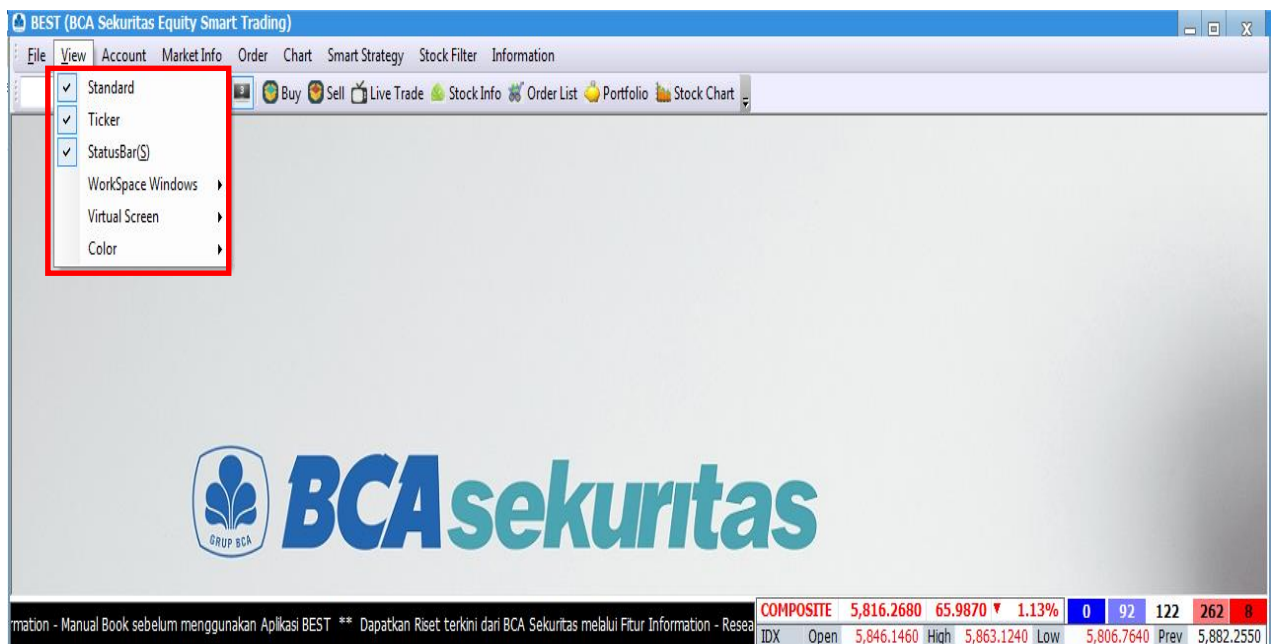 BEST (BCA Sekuritas Equity Smart Trading)
File View Account Market Info Order Chart Smart Strategy Stock Filter Information
Buy Sell Live Trade Stock Info Order List Portfolio Stock Chart
Standard
Ticker
StatusBar(S)
WorkSpace Windows
Virtual Screen
Color
GRUP BCA
BCA sekuritas
rmation - Manual Book sebelum menggunakan Aplikasi BEST ** Dapatkan Riset terkini dari BCA Sekuritas melalui Fitur Information - Resea
COMPOSITE 5,816.2680 65.9870 ▼ 1.13% 0 92 122 262 8
IDX Open 5,846.1460 High 5,863.1240 Low 5,806.7640 Prev 5,882.2550